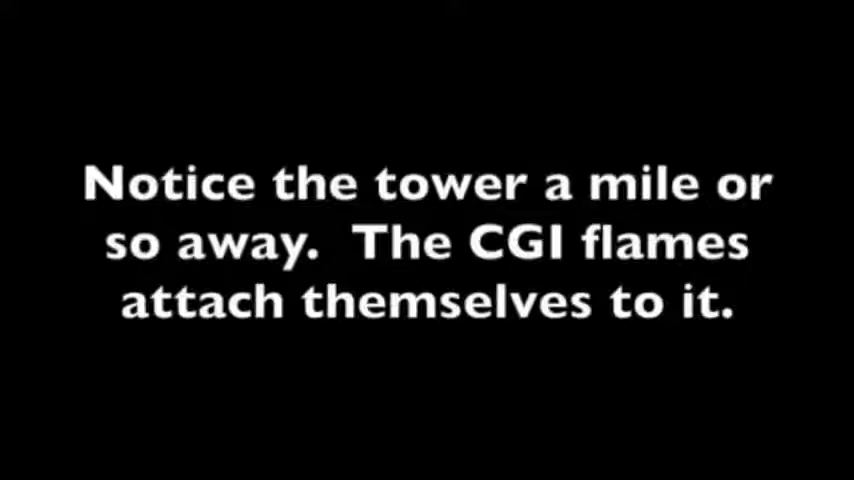 Notice the tower a mile or
so away.  The CGI flames
attach themselves to it.